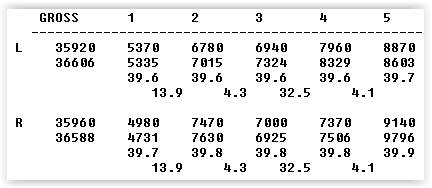 GROSS 1 2 3 4 5
L 35920 5370 6780 6940 7960 8870
36606 5335 7015 7324 8329 8603
39.6 39.6 39.6 39.6 39.7
13.9 4.3 32.5 4.1
R 35960 4980 7470 7000 7370 9140
36588 4731 7630 6925 7506 9796
39.7 39.8 39.8 39.8 39.9
13.9 4.3 32.5 4.1